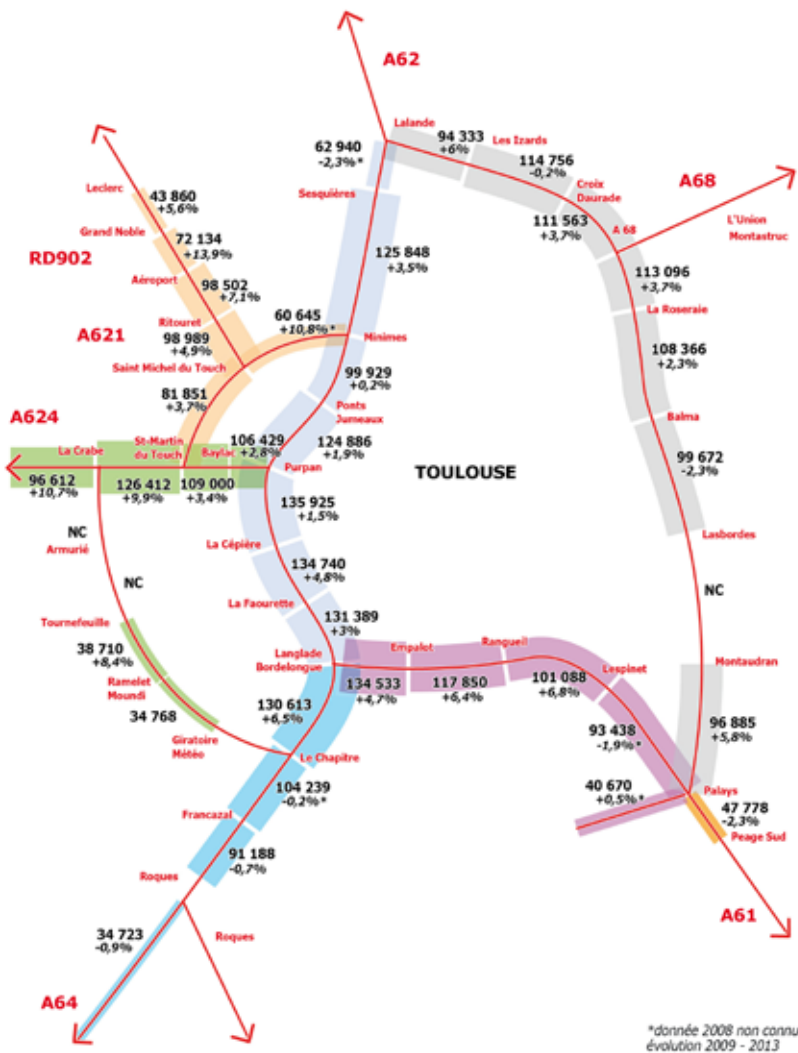 A62
Lalande
94 333
+6%
Les Izards
62 940
-2,3%*
114 756
-0,2%
Croix
Daurade
A68
Sesquières
Leclerc
43 860
+5,6%
111 563
+3,7%
A 68
L'Union
Montastruc
Grand Noble
72 134
+13,9%
RD902
125 848
+3,5%
113 096
+3,7%
Aéroport
98 502
+7,1%
La Roseraie
Ritouret
60 645
+10,8%*
A621
98 989
+4,9%
Minimes
108 366
+2,3%
Saint Michel du Touch
99 929
+0,2%
81 851
+3,7%
Ponts
Jumeaux
Balma
A624
La Crabe
St-Martin
du Touch
Baylac
106 429
+2,8%
124 886
+1,9%
Purpan
TOULOUSE
99 672
-2,3%
96 612
+10,7%
126 412
+9,9%
109 000
+3,4%
135 925
+1,5%
NC
Armurié
La Cépière
Lasbordes
NC
134 740
+4,8%
NC
La Faourette
Tournefeuille
131 389
+3%
38 710
+8,4%
Langlade
Bordelongue
Empalot
Rangueil
Lespinet
Montaudran
Ramelet
Moundi
134 533
+4,7%
117 850
+6,4%
101 088
+6,8%
34 768
130 613
+6,5%
93 438
-1,9%*
96 885
+5,8%
Giratoire
Météo
Le Chapitre
104 239
-0,2%*
40 670
+0,5%*
Palays
Francazal
47 778
-2,3%
Peage Sud
91 188
-0,7%
Roques
A61
34 723
-0,9%
Roques
A64
*donnée 2008 non connu
évolution 2009 - 2013